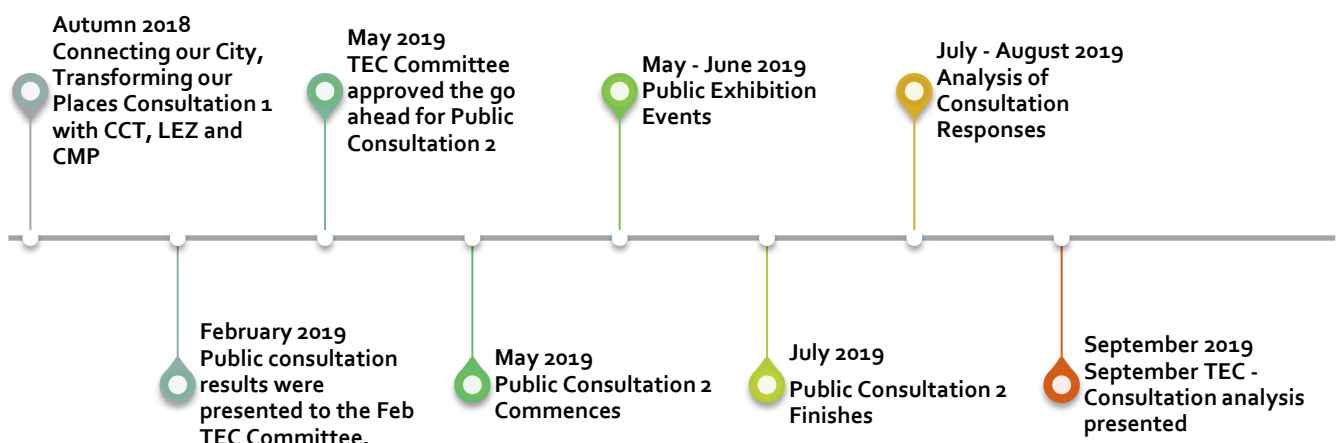 Autumn 2018
Connecting our City,
Transforming our
Places Consultation 1
with CCT, LEZ and
CMP
February 2019
Public consultation
results were
presented to the Feb
TEC Committee.
May 2019
TEC Committee
approved the go
ahead for Public
Consultation 2
May 2019
Public Consultation 2
Commences
May - June 2019
Public Exhibition
Events
July 2019
Public Consultation 2
Finishes
July - August 2019
Analysis of
Consultation
Responses
September 2019
September TEC -
Consultation analysis
presented